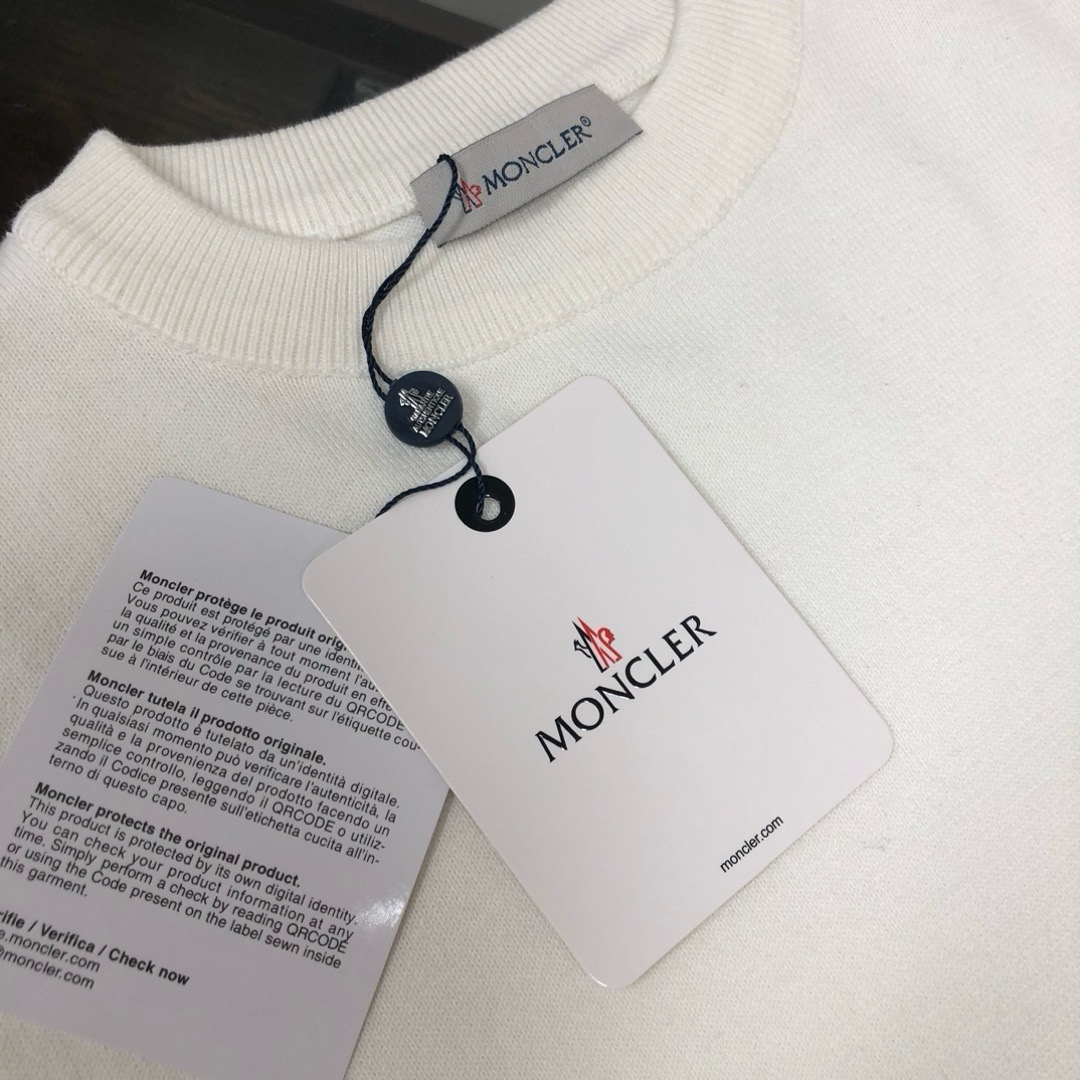 MONCLER®
MONCLER
MONCLER
moncler.com
Moncler protège le produit
Ce produit est protégé par une
Vous pouvez vérifier à tout moment
la qualité et la provenance du produit en
un simple contrôle par la lecture du QRCODE
par le biais du Code se trouvant sur l'étiquette cou-
sue à l'intérieur de cette pièce.
Moncler tutela il prodotto originale.
Questo prodotto è tutelato da un'identità digitale.
In qualsiasi momento può verificare l'autenticità, la
qualità e la provenienza del prodotto facendo un
semplice controllo, leggendo il QRCODE o utiliz-
zando il Codice presente sull'etichetta cucita all'in-
terno di questo capo.
Moncler protects the original product.
This product is protected by its own digital identity.
You can check your product information at any
time. Simply perform a check by reading QRCODE
or using the Code present on the label sewn inside
this garment.
/ Verifica / Check now
.moncler.com
moncler.com